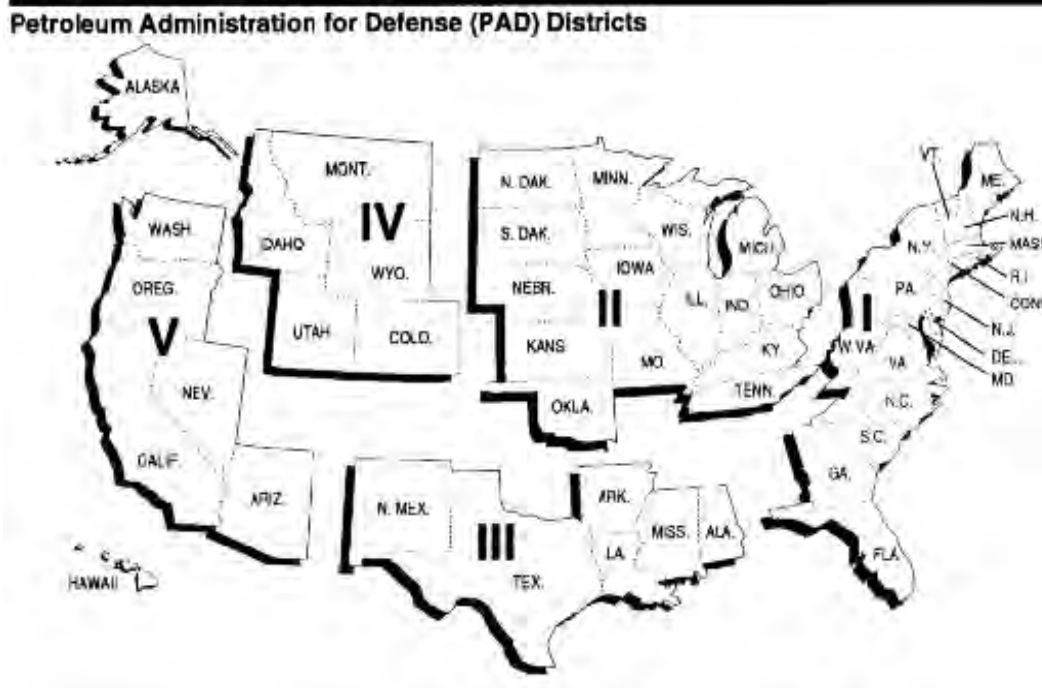 Petroleum Administration for Defense (PAD) Districts
ALASKA
MONT.
N. DAK.
MINN.
VT.
ME.
WASH.
IDAHO
IV
S. DAK.
WIS.
MICH
N.Y.
N.H.
MASS
OREG.
WYO.
IOWA
R.I
CONN
NEBR.
II
ILL.
IND.
OHIO
PA.
I
N.J.
V
UTAH
COLO.
KANS
MO.
KY.
W.VA.
VA.
DE.
MD.
NEV.
OKLA.
TENN.
N.C.
S.C.
CALIF.
ARIZ.
N. MEX.
ARK.
GA.
III
MISS.
ALA.
HAWAII
TEX.
LA.
FLA.